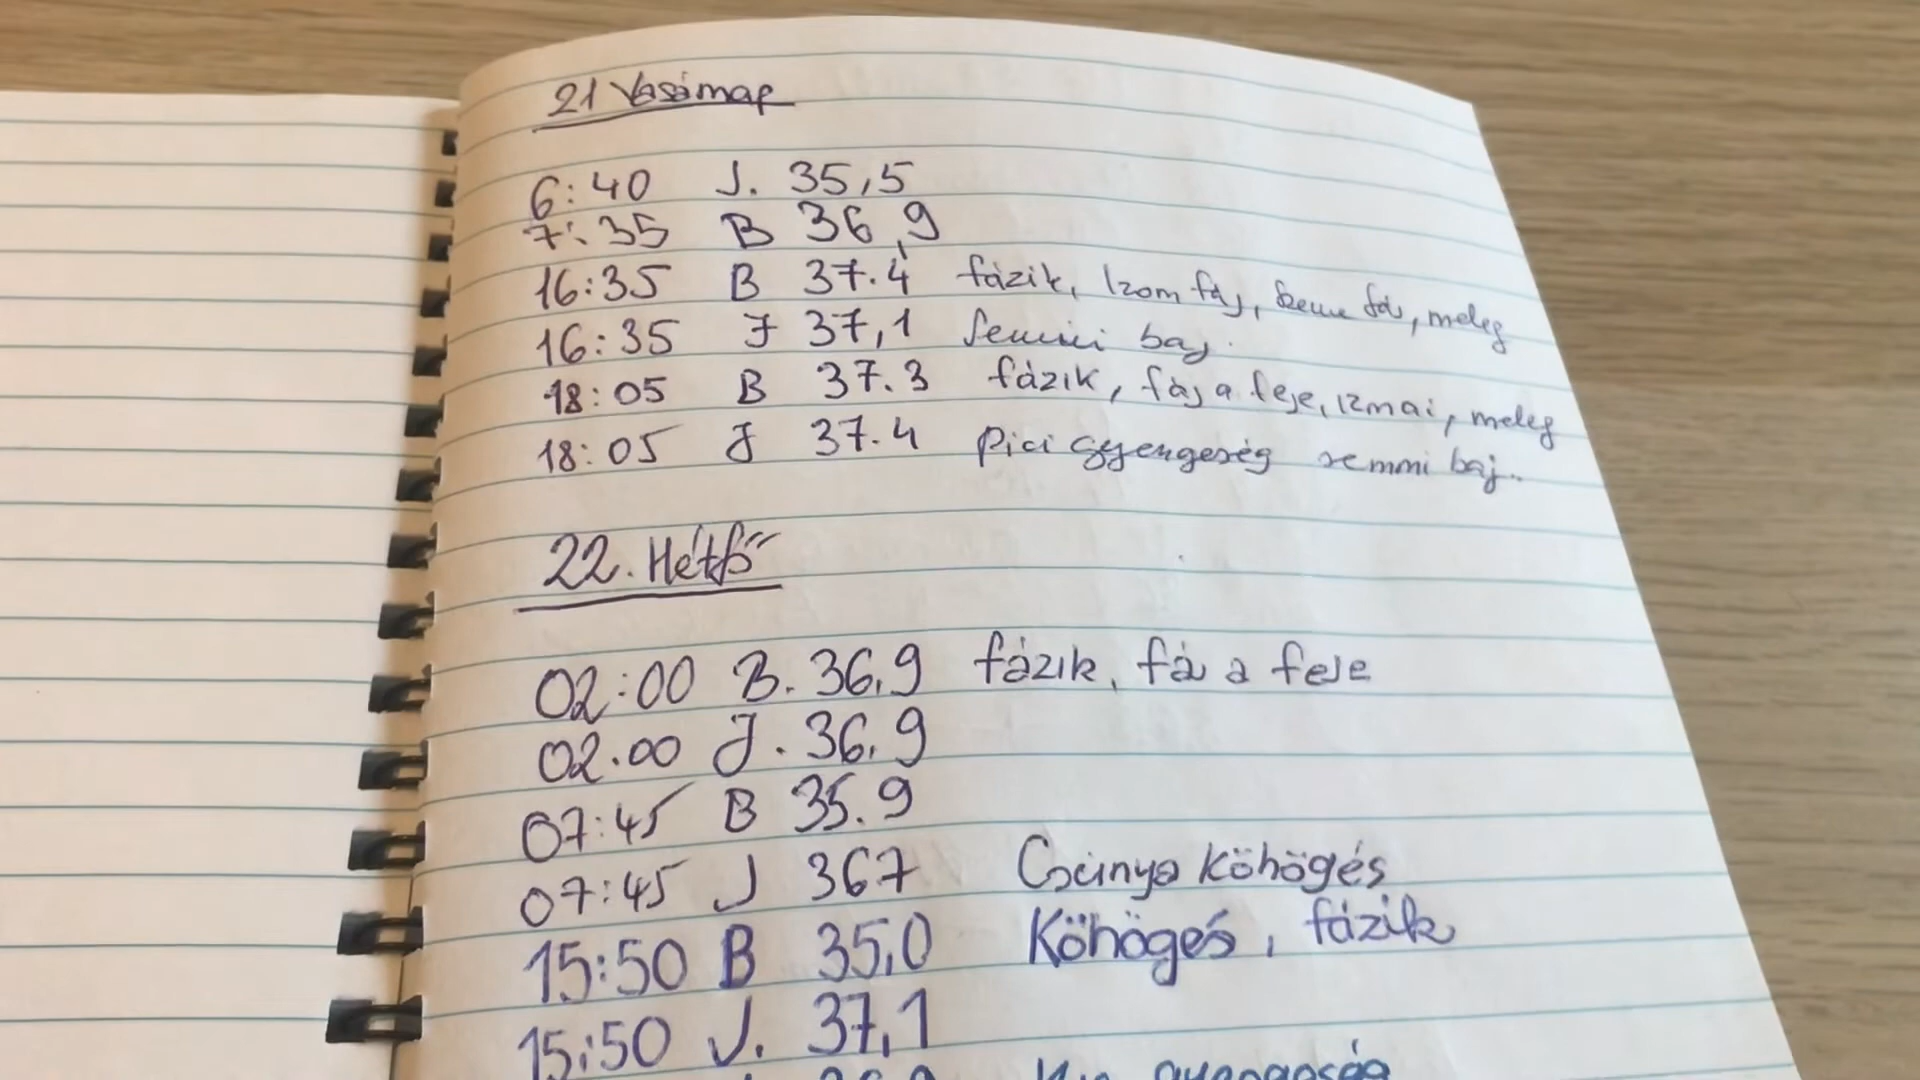 21 Vasárnap
6:40 J. 35,5
7:35 B 36,9
16:35 B 37.4 fázik, Izom fáj, szeme fáj, meleg
16:35 J 37,1 Semmi baj.
18:05 B 37.3 fázik, fáj a feje, izmai, meleg
18:05 J 37.4 Pici gyengeség semmi baj..
22. Hétfő
02:00 B. 36,9 fázik, fáj a feje
02.00 J. 36,9
07:45 B 35.9
07:45 J 367 Csúnya köhögés
15:50 B 35,0 Köhögés, fázik
15:50 J. 37,1
gyengeség